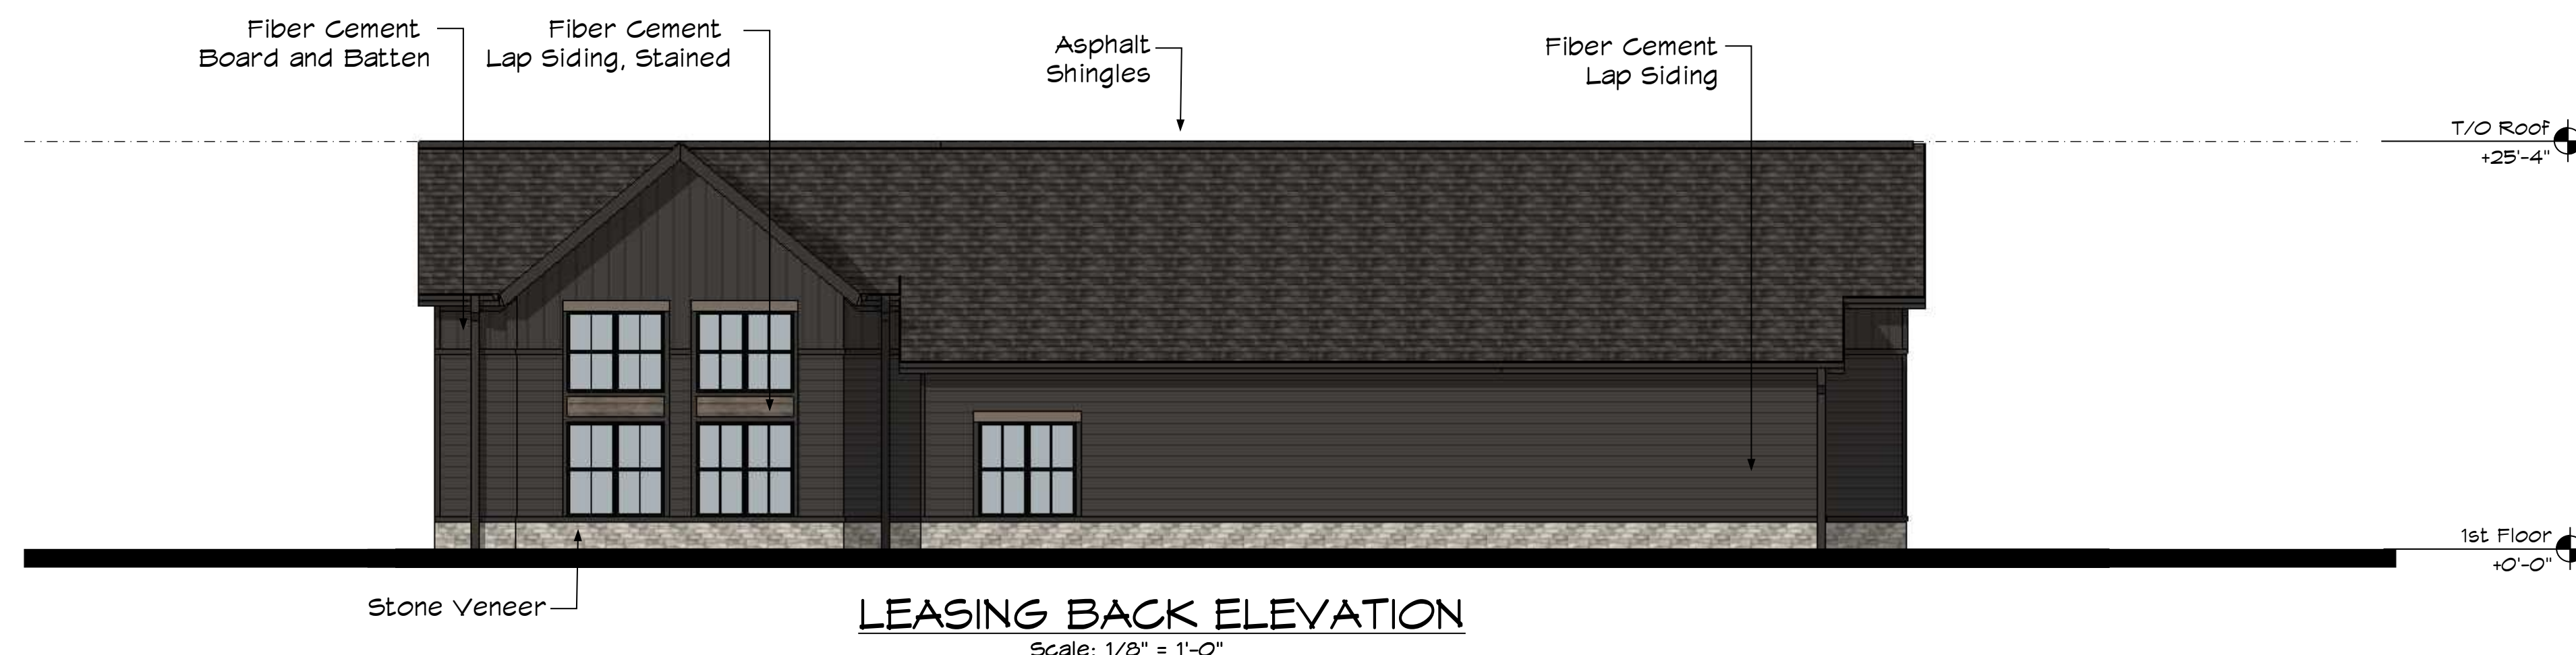 Fiber Cement
Board and Batten
Fiber Cement
Lap Siding, Stained
Asphalt
Shingles
Fiber Cement
Lap Siding
T/O Roof
+25'-4"
1st Floor
+0'-0"
Stone Veneer
LEASING BACK ELEVATION
Scale: 1/8" = 1'-0"